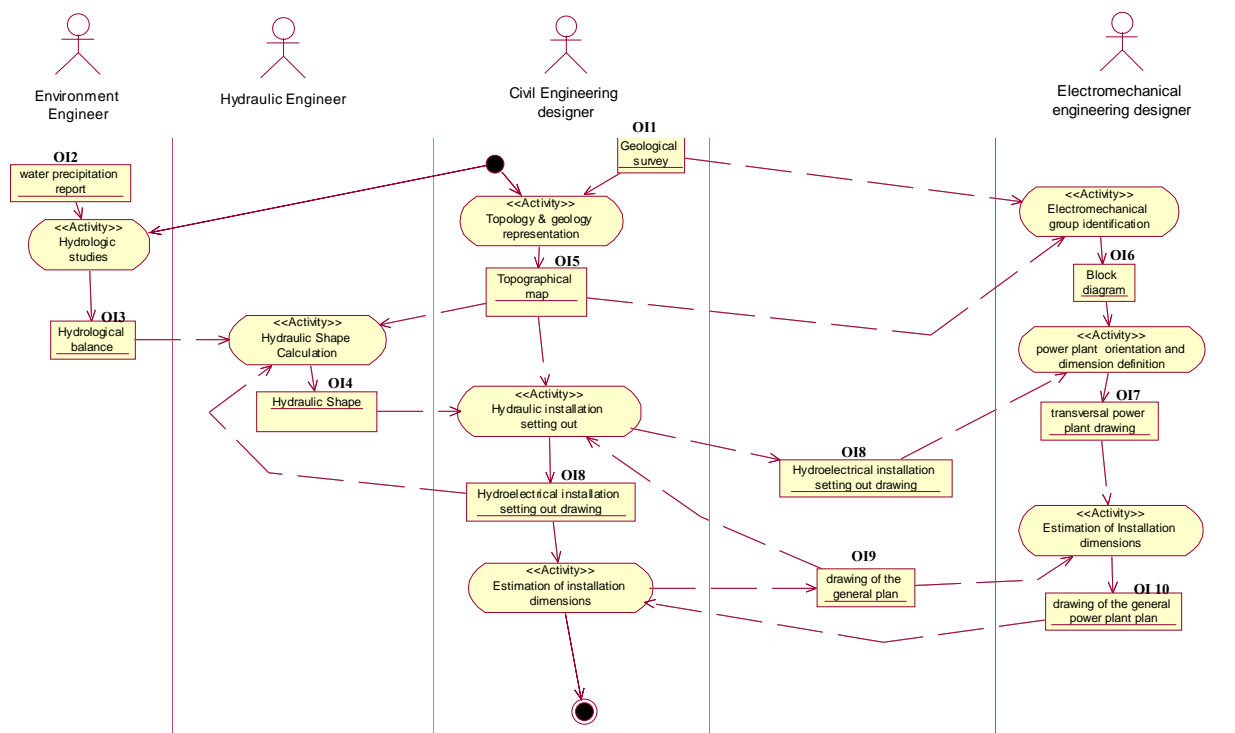 Environment
Engineer
Hydraulic Engineer
Civil Engineering
designer
Electromechanical
engineering designer
OI1
Geological
survey
OI2
water precipitation
report
<<Activity>>
Hydrologic
studies
<<Activity>>
Topology & geology
representation
<<Activity>>
Electromechanical
group identification
OI5
Topographical
map
OI6
Block
diagram
OI3
Hydrological
balance
<<Activity>>
Hydraulic Shape
Calculation
<<Activity>>
power plant orientation and
dimension definition
OI4
Hydraulic Shape
<<Activity>>
Hydraulic installation
setting out
OI7
transversal power
plant drawing
OI8
Hydroelectrical installation
setting out drawing
OI8
Hydroelectrical installation
setting out drawing
<<Activity>>
Estimation of Installation
dimensions
<<Activity>>
Estimation of installation
dimensions
OI9
drawing of the
general plan
OI 10
drawing of the general
power plant plan